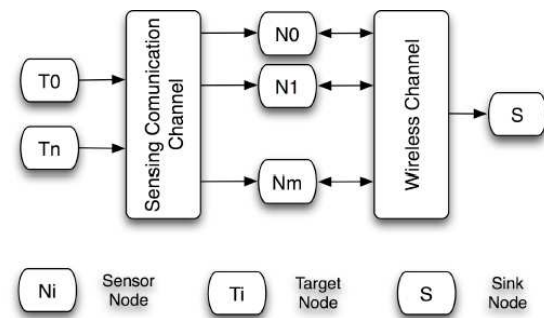 T0
Tn
Sensing Comunication
Channel
N0
N1
Nm
Wireless Channel
S
Ni
Sensor
Node
Ti
Target
Node
S
Sink
Node